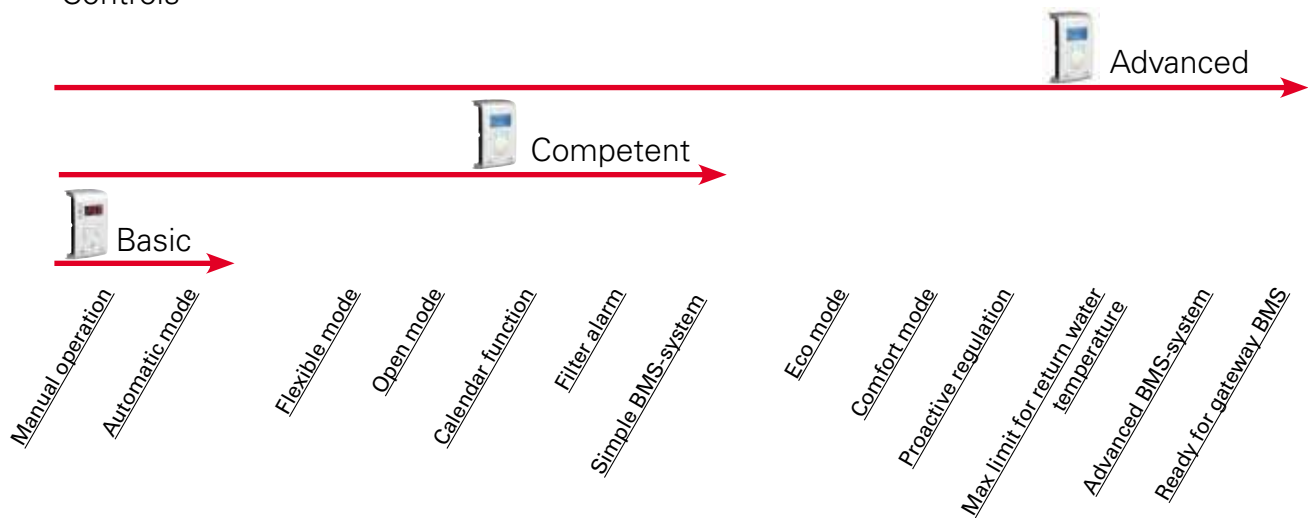 Controls
Advanced
Competent
Basic
Manual operation
Automatic mode
Flexible mode
Open mode
Calendar function
Filter alarm
Simple BMS-system
Eco mode
Comfort mode
Proactive regulation
Max limit for return water
temperature
Advanced BMS-system
Ready for gateway BMS